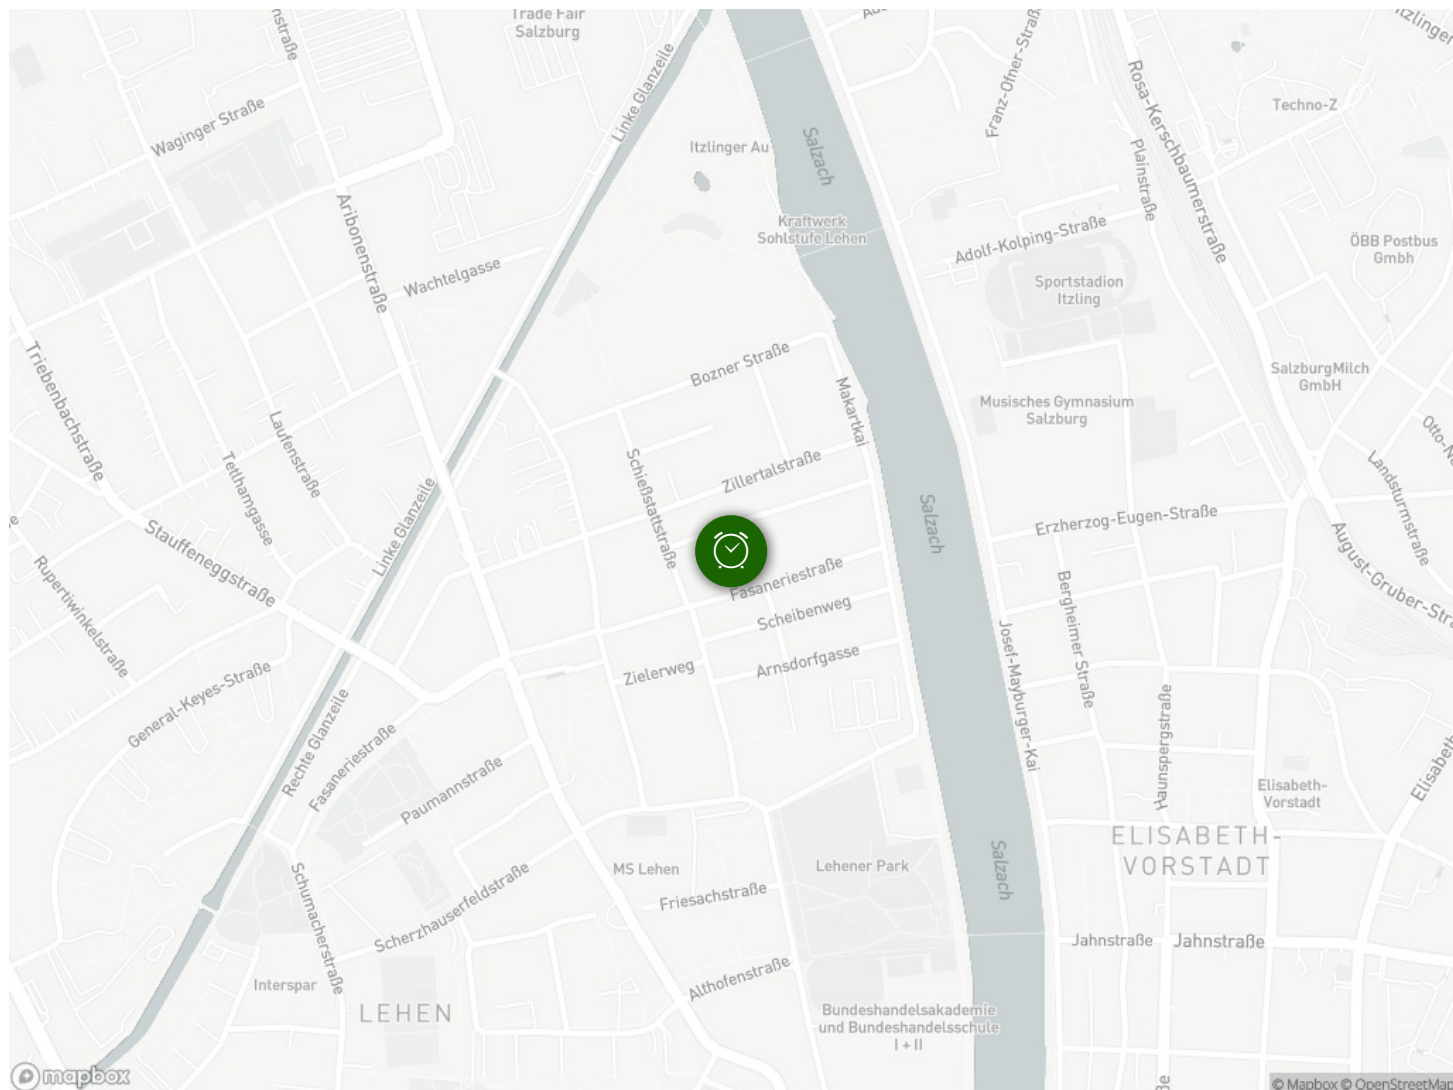 Trade Fair
Salzburg
Linke Glanzeile
Franz-Ofner-Straß
Rosa-Kerschbaumerstraße
Techno-Z
Waginger Straße
Itzlinger Au
Salzach
Plainstraße
Aribonenstraße
Kraftwerk
Sohlstufe Lehen
Adolf-Kolping-Straße
ÖBB Postbus
Gmbh
Wachtelgasse
Sportstadion
Itzling
Triebenbachstraße
Bozner Straße
Makartkai
SalzburgMilch
GmbH
Musisches Gymnasium
Salzburg
Laufenstraße
Tetlhamgasse
Schießstattstraße
Zillertalstraße
Landsturmstraße
Linke Glanzeile
Salzach
Erzherzog-Eugen-Straße
Stauffeneggstraße
August-Gruber-Stra
Rupertiwinkelstraße
Fasaneriestraße
Scheibenweg
Bergheimer Straße
Josef-Mayburger-Kai
Zielerweg
Arnsdorfgasse
General-Keyes-Straße
Rechte Glanzeile
Fasaneriestraße
Haunspergstraße
Paumannstraße
Elisabeth-
Vorstadt
Elisabeth
ELISABETH-
VORSTADT
MS Lehen
Lehener Park
Salzach
Schumacherstraße
Scherzhauserfeldstraße
Friesachstraße
Jahnstraße
Jahnstraße
Interspar
Althofenstraße
LEHEN
Bundeshandelsakademie
und Bundeshandelsschule
I + II
mapbox
© Mapbox © OpenStreetMap